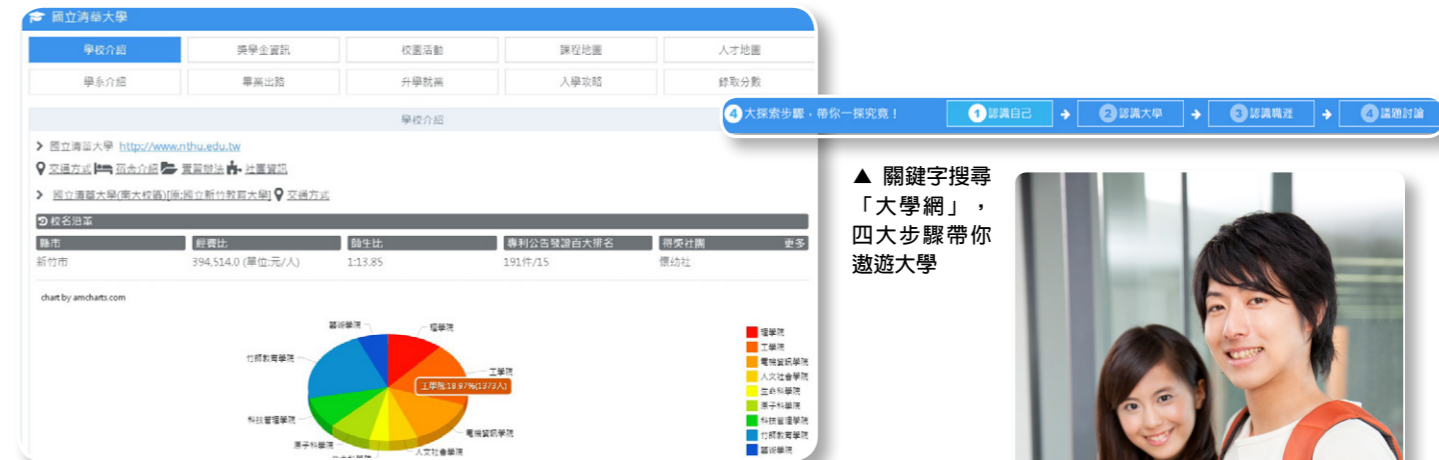 國立清華大學
學校介紹 獎學金資訊 校園活動 課程地圖 人才地圖
學系介紹 畢業出路 升學就業 入學攻略 錄取分數
學校介紹
國立清華大學 http://www.nthu.edu.tw
交通方式 宿舍介紹 實習辦法 社團資訊
國立清華大學(南大校區)[原:國立新竹教育大學] 交通方式
校名沿革
縣市 經費比 師生比 專利公告發證百大排名 得獎社團 更多
新竹市 394,514.0 (單位:元/人) 1:13.85 191件/15 懷幼社
chart by amcharts.com
藝術學院 理學院
竹師教育學院
工學院
工學院:18.97%(1373人)
科技管理學院
電機資訊學院
原子科學院
人文社會學院
理學院
工學院
電機資訊學院
人文社會學院
生命科學院
原子科學院
科技管理學院
竹師教育學院
藝術學院
4 大探索步驟,帶你一探究竟! 1 認識自己 2 認識大學 3 認識職涯 4 議題討論
▲ 關鍵字搜尋
「大學網」,
四大步驟帶你
遨遊大學